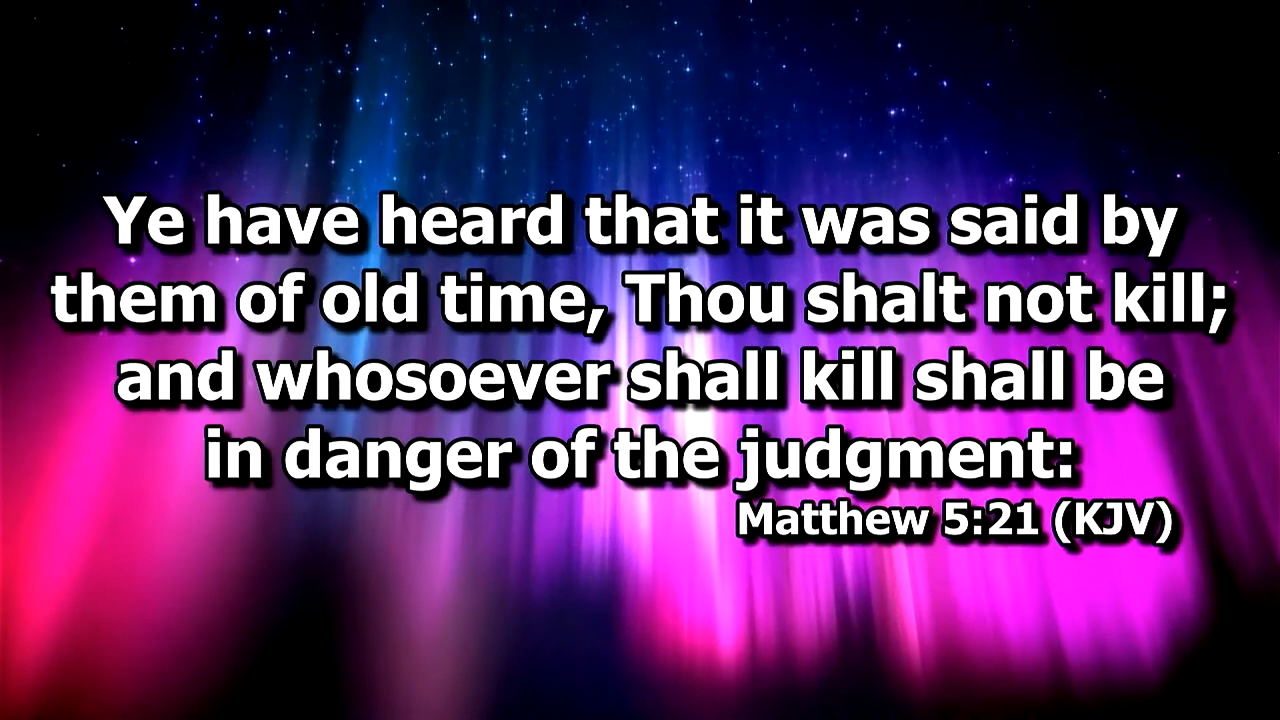 Ye have heard that it was said by
them of old time, Thou shalt not kill;
and whosoever shall kill shall be
in danger of the judgment:
Matthew 5:21 (KJV)